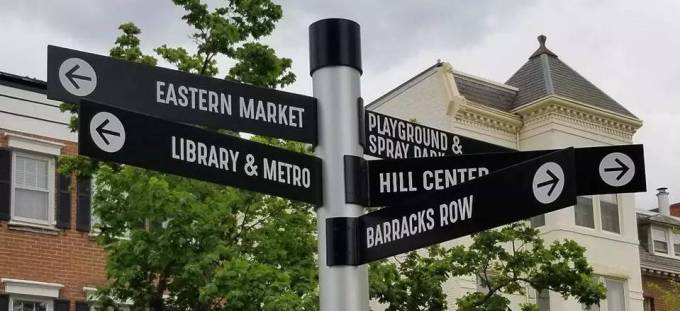 EASTERN MARKET
LIBRARY & METRO
PLAYGROUND &
SPRAY PARK
HILL CENTER
BARRACKS ROW